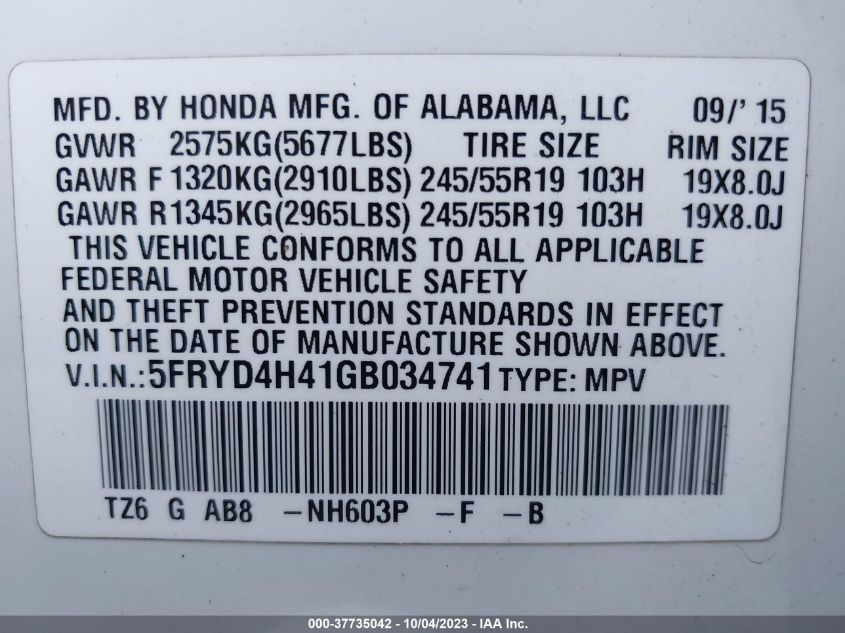 MFD. BY HONDA MFG. OF ALABAMA, LLC 09/' 15
GVWR 2575KG(5677LBS) TIRE SIZE RIM SIZE
GAWR F 1320KG(2910LBS) 245/55R19 103H 19X8.0J
GAWR R1345KG(2965LBS) 245/55R19 103H 19X8.0J
THIS VEHICLE CONFORMS TO ALL APPLICABLE
FEDERAL MOTOR VEHICLE SAFETY
AND THEFT PREVENTION STANDARDS IN EFFECT
ON THE DATE OF MANUFACTURE SHOWN ABOVE.
V.I.N.:5FRYD4H41GB034741 TYPE: MPV
TZ6 G AB8 -NH603P -F -B
000-37735042 - 10/04/2023 - IAA Inc.